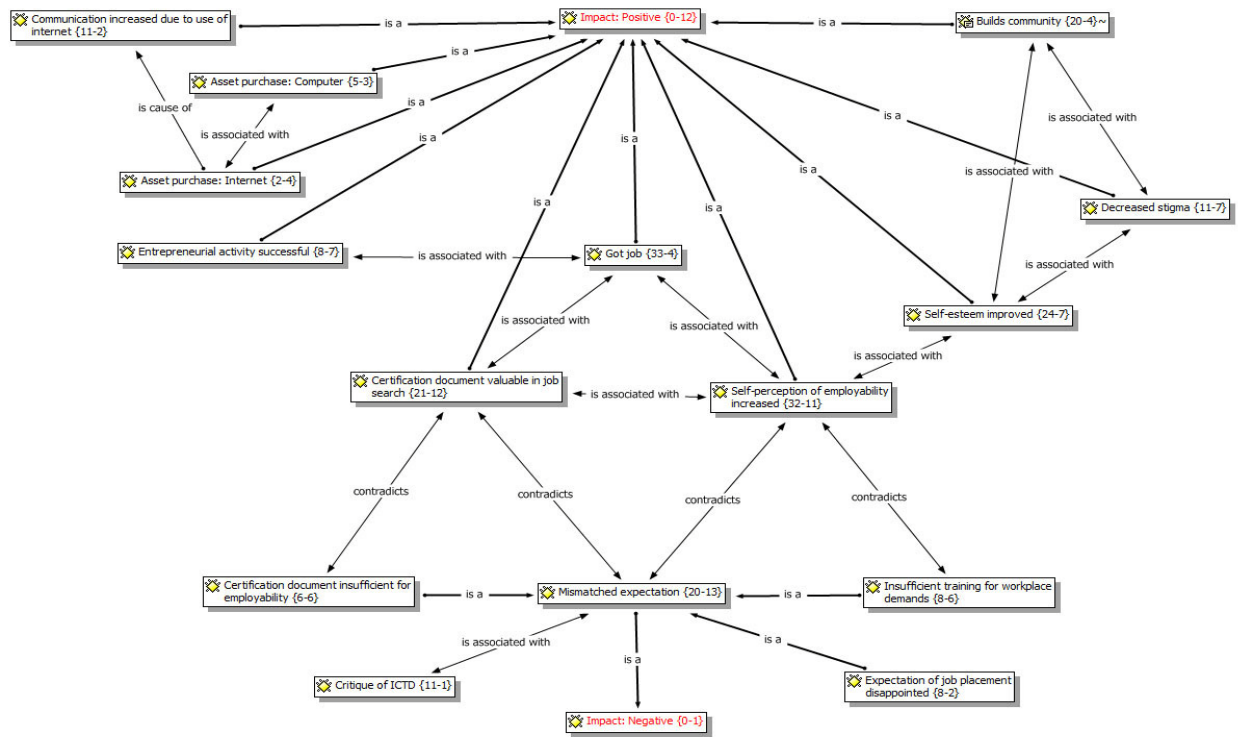 Communication increased due to use of
internet {11-2}
is a
Impact: Positive {0-12}
is a
Builds community {20-4}~
is a
Asset purchase: Computer {5-3}
is cause of
is a
is associated with
is associated with
is a
Asset purchase: Internet {2-4}
is a
is associated with
is a
is a
is a
Decreased stigma {11-7}
Entrepreneurial activity successful {8-7}
is associated with
Got job {33-4}
is associated with
Self-esteem improved {24-7}
is associated with
is associated with
is associated with
Certification document valuable in job
search {21-12}
is associated with
Self-perception of employability
increased {32-11}
contradicts
contradicts
contradicts
contradicts
Certification document insufficient for
employability {6-6}
is a
Mismatched expectation {20-13}
is a
Insufficient training for workplace
demands {8-6}
is associated with
is a
is a
Critique of ICTD {11-1}
Expectation of job placement
disappointed {8-2}
Impact: Negative {0-1}